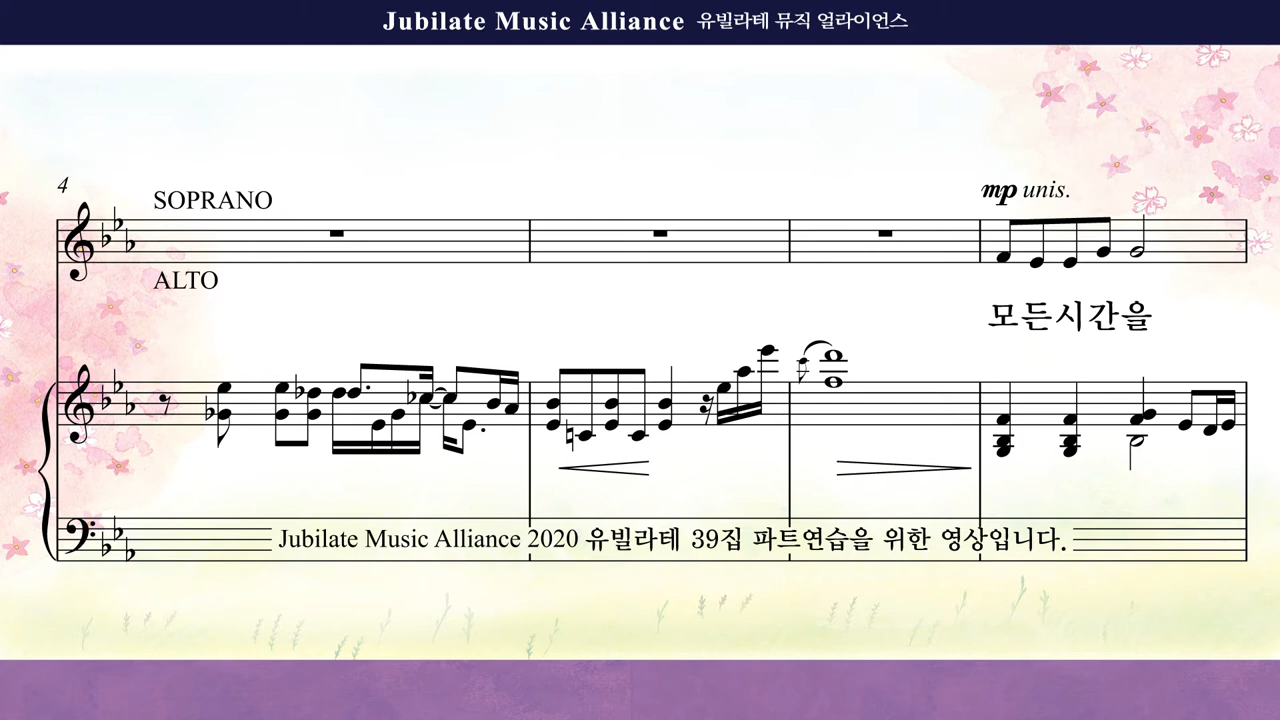 Jubilate Music Alliance 유빌라테 뮤직 얼라이언스
4
SOPRANO
mp unis.
ALTO
모든시간을
Jubilate Music Alliance 2020 유빌라테 39집 파트연습을 위한 영상입니다.